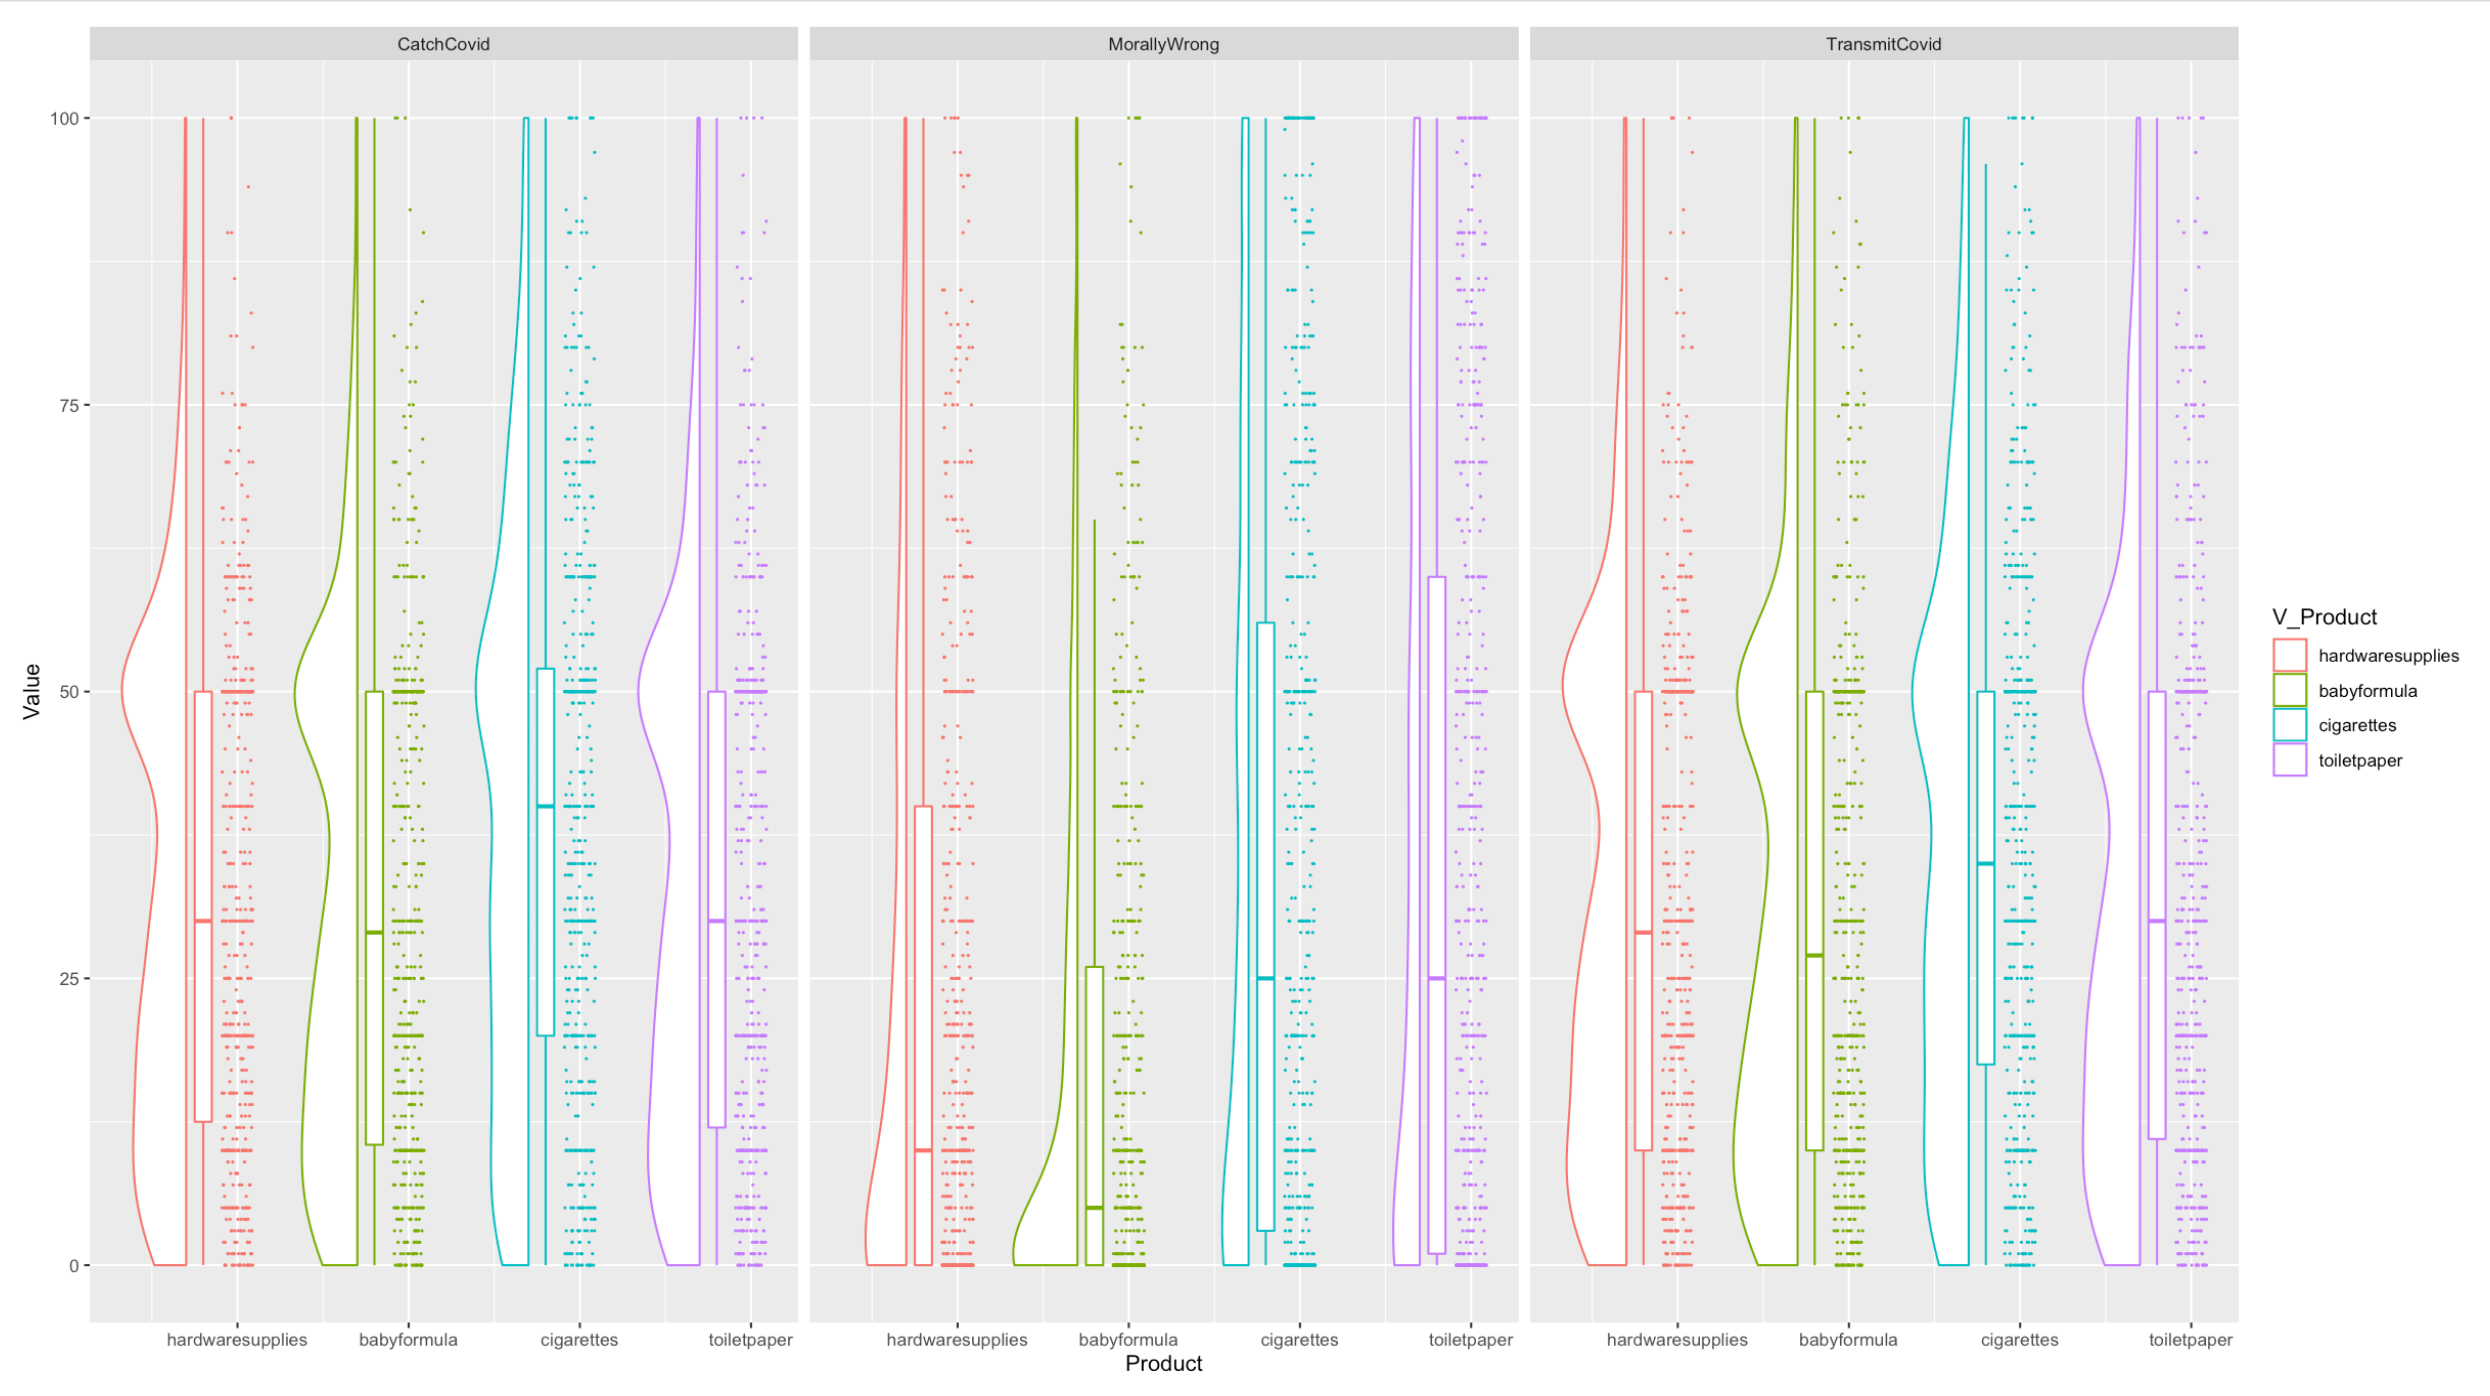 CatchCovid MorallyWrong TransmitCovid
100
75
50
25
0
Value
hardwaresupplies babyformula cigarettes toiletpaper hardwaresupplies babyformula cigarettes toiletpaper hardwaresupplies babyformula cigarettes toiletpaper
Product
V_Product
hardwaresupplies
babyformula
cigarettes
toiletpaper